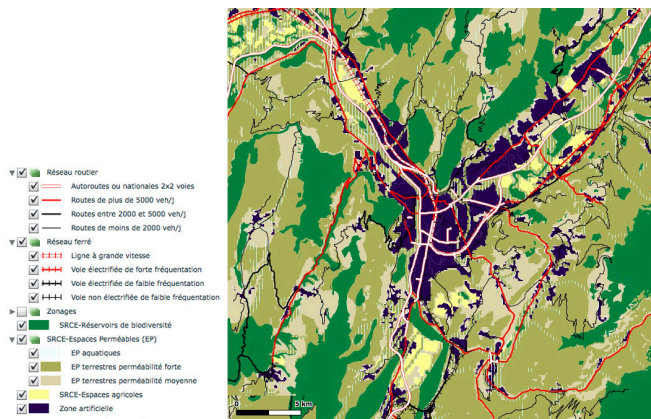 Réseau routier
Autoroutes ou nationales 2x2 voies
Routes de plus de 5000 veh/j
Routes entre 2000 et 5000 veh/j
Routes de moins de 2000 veh/j
Réseau ferré
Ligne à grande vitesse
Voie électrifiée de forte fréquentation
Voie électrifiée de faible fréquentation
Voie non électrifiée de faible fréquentation
Zonages
SRCE-Réservoirs de biodiversité
SRCE-Espaces Perméables (EP)
EP aquatiques
EP terrestres perméabilité forte
EP terrestres perméabilité moyenne
SRCE-Espaces agricoles
Zone artificielle
0 5 km